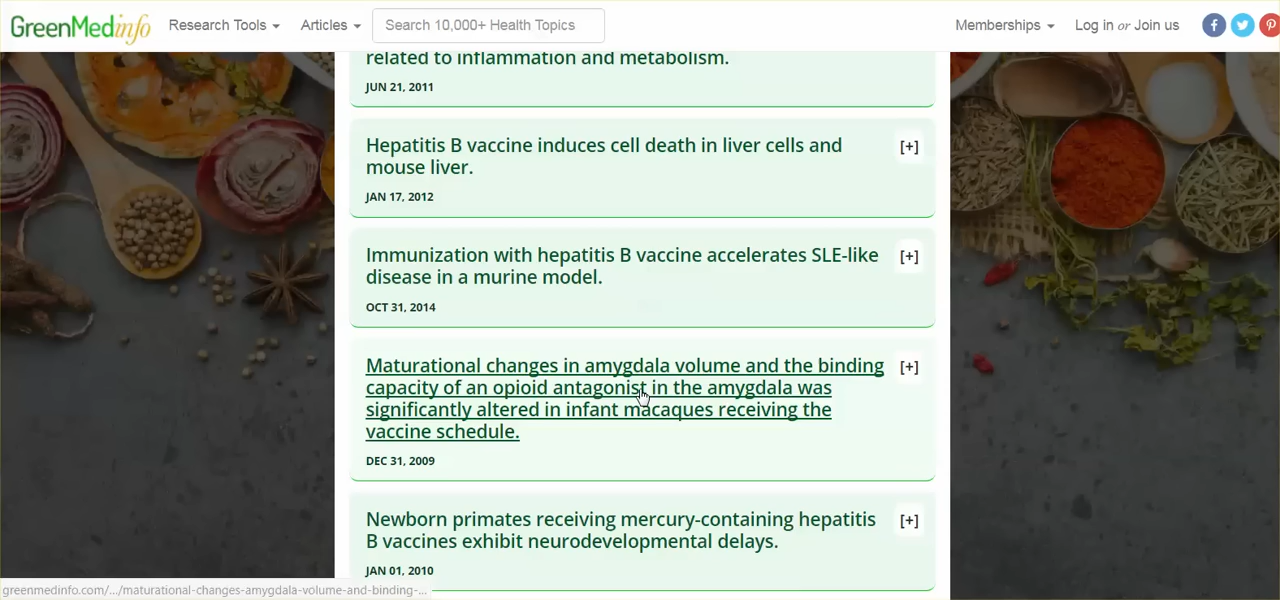 GreenMedinfo Research Tools Articles Search 10,000+ Health Topics Memberships Log in or Join us
related to inflammation and metabolism.
JUN 21, 2011
Hepatitis B vaccine induces cell death in liver cells and [+]
mouse liver.
JAN 17, 2012
Immunization with hepatitis B vaccine accelerates SLE-like [+]
disease in a murine model.
OCT 31, 2014
Maturational changes in amygdala volume and the binding [+]
capacity of an opioid antagonist in the amygdala was
significantly altered in infant macaques receiving the
vaccine schedule.
DEC 31, 2009
Newborn primates receiving mercury-containing hepatitis [+]
B vaccines exhibit neurodevelopmental delays.
JAN 01, 2010
greenmedinfo.com/.../maturational-changes-amygdala-volume-and-binding-...